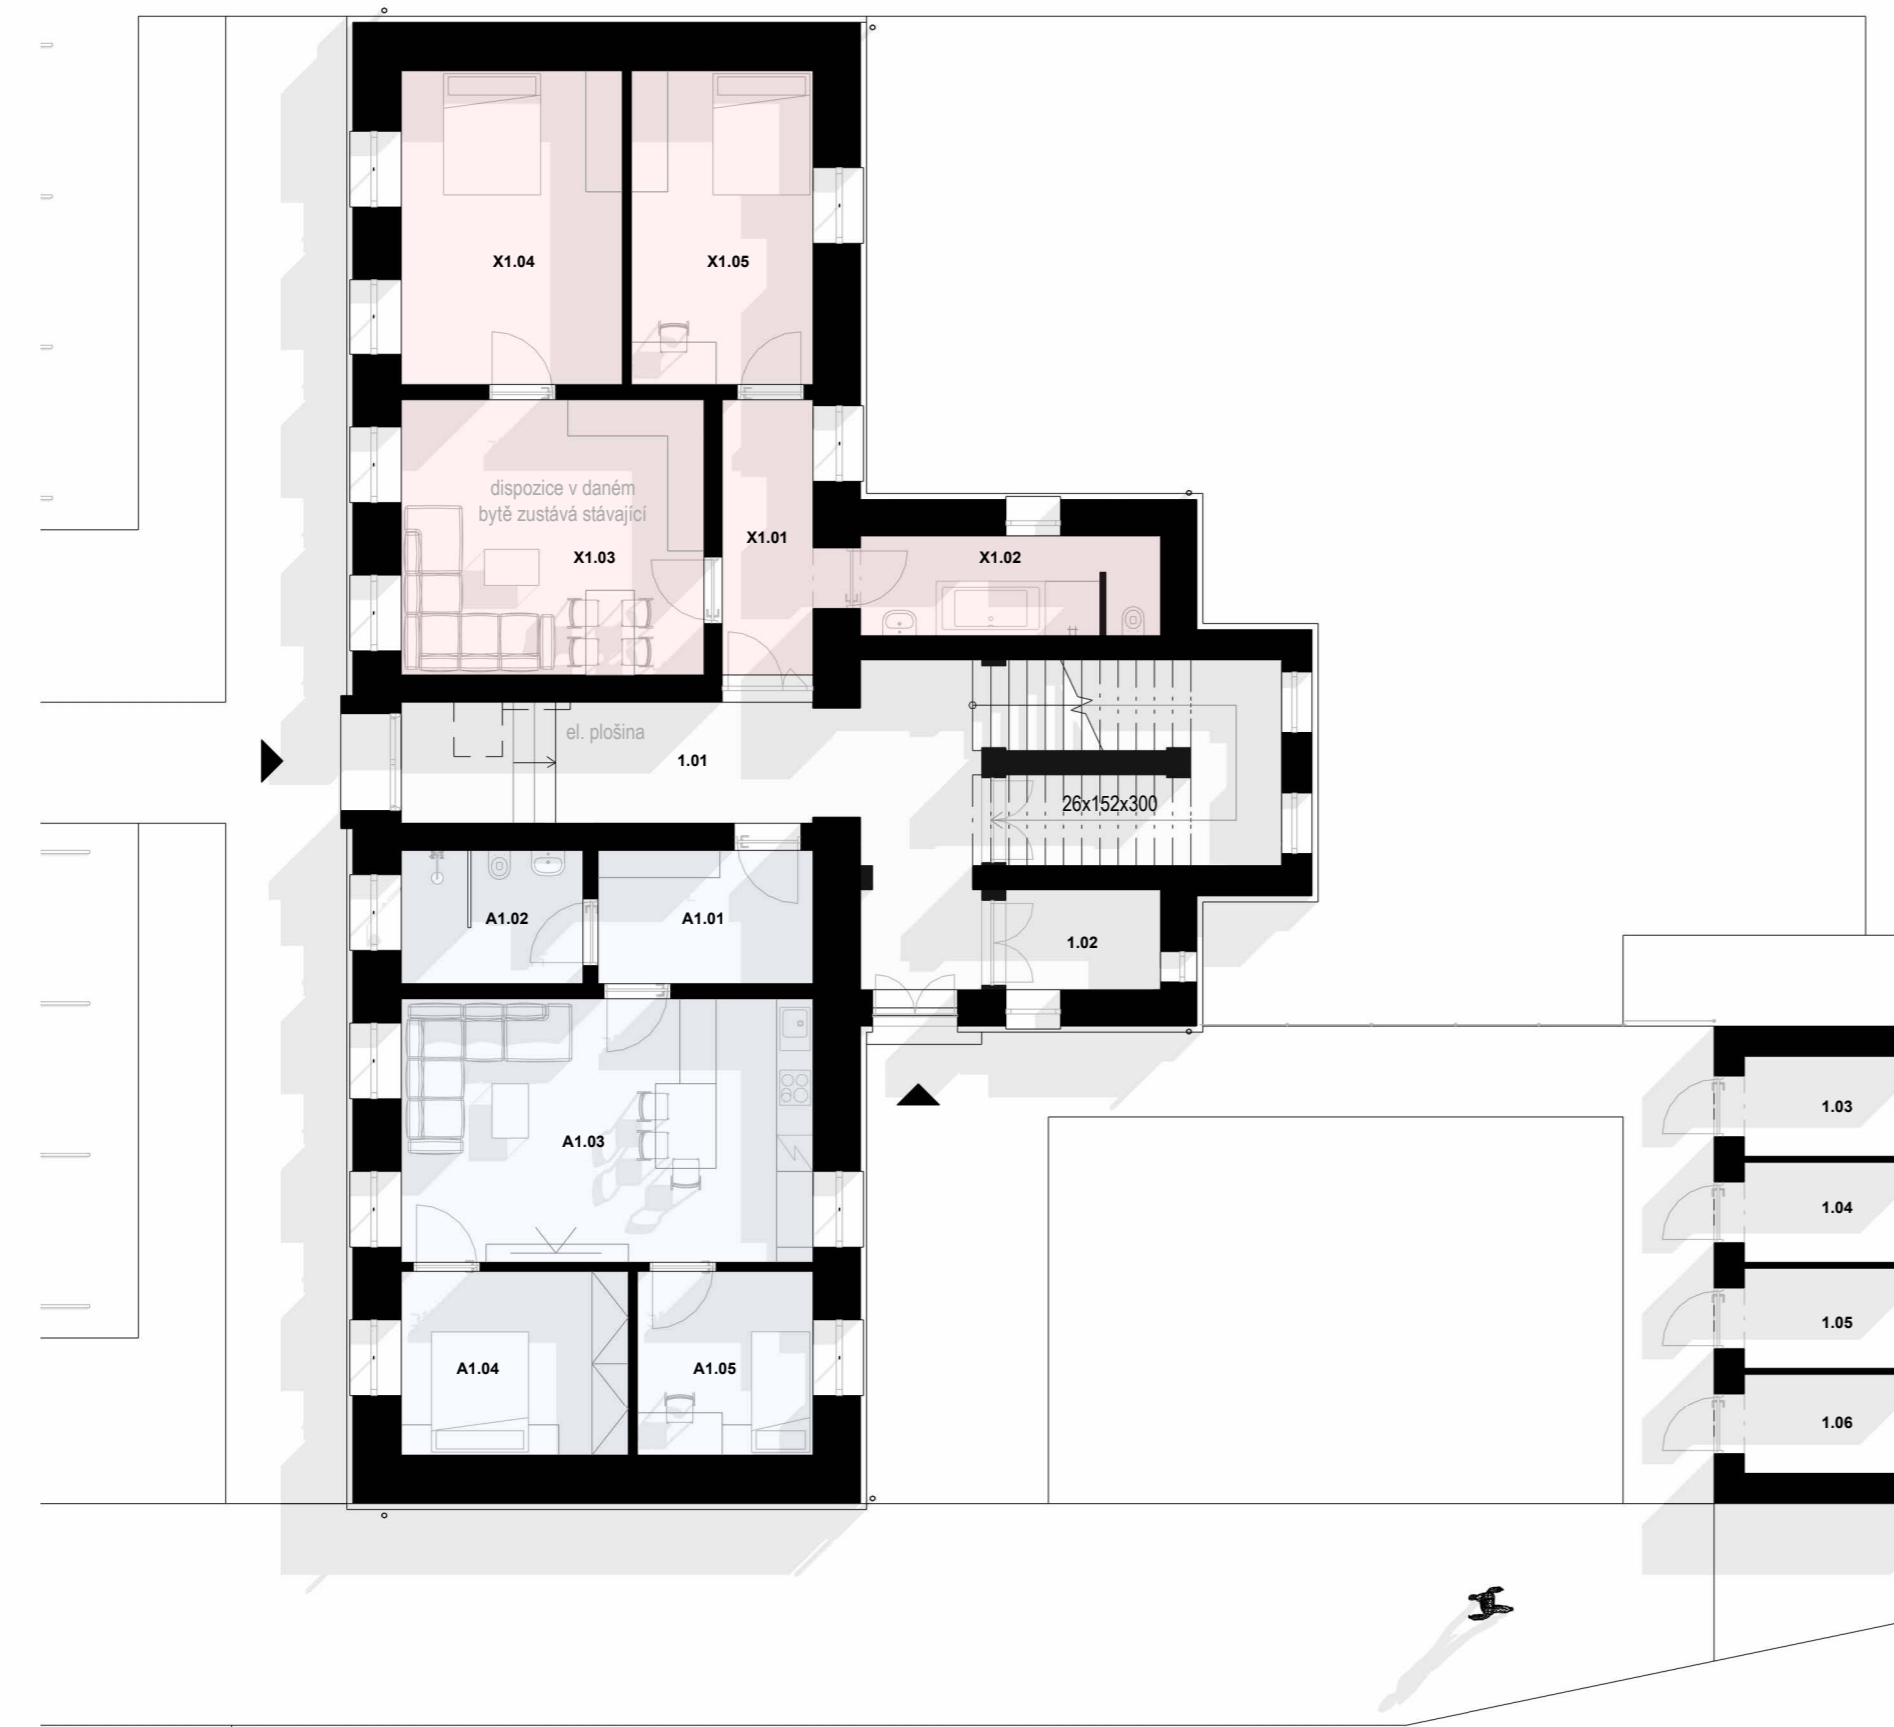 X1.04
X1.05
dispozice v daném
bytě zustává stávající
X1.03
X1.01
X1.02
el. plošina
1.01
26x152x300
A1.02
A1.01
1.02
A1.03
1.03
1.04
1.05
1.06
A1.04
A1.05